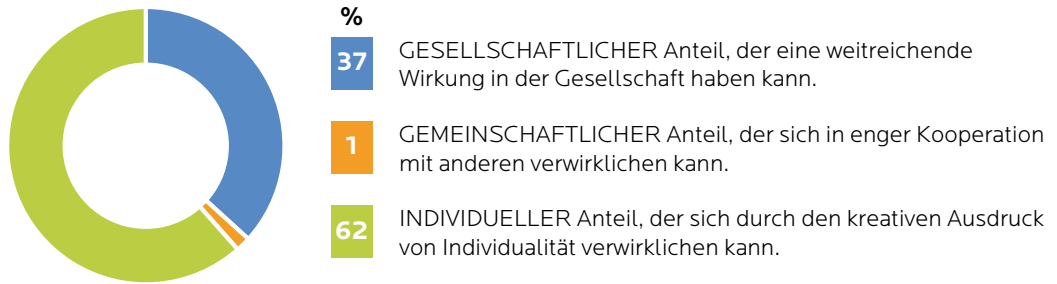 %
37
GESELLSCHAFTLICHER Anteil, der eine weitreichende
Wirkung in der Gesellschaft haben kann.
1
GEMEINSCHAFTLICHER Anteil, der sich in enger Kooperation
mit anderen verwirklichen kann.
62
INDIVIDUELLER Anteil, der sich durch den kreativen Ausdruck
von Individualität verwirklichen kann.